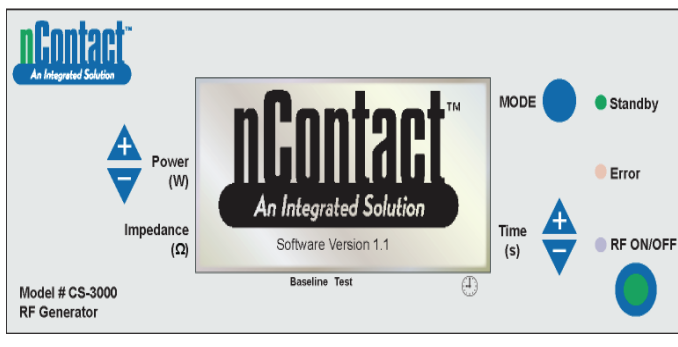 nContact™
An Integrated Solution
nContact™
An Integrated Solution
Software Version 1.1
MODE
Standby
Power
(W)
Error
Impedance
(Ω)
Time
(s)
RF ON/OFF
Baseline Test
Model # CS-3000
RF Generator